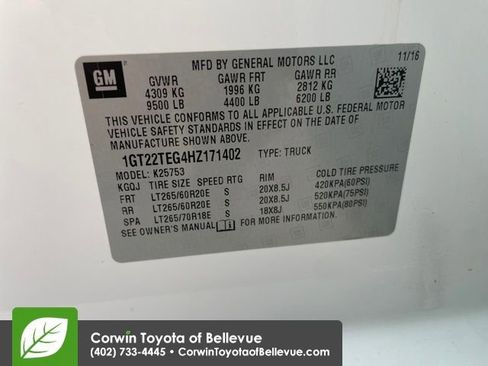 GM
MFD BY GENERAL MOTORS LLC
11/16
GVWR GAWR FRT GAWR RR
4309 KG 1996 KG 2812 KG
9500 LB 4400 LB 6200 LB
THIS VEHICLE CONFORMS TO ALL APPLICABLE U.S. FEDERAL MOTOR
VEHICLE SAFETY STANDARDS IN EFFECT ON THE DATE OF
MANUFACTURE SHOWN ABOVE.
1GT22TEG4HZ171402 TYPE: TRUCK
MODEL: K25753
KGQJ TIRE SIZE SPEED RTG RIM COLD TIRE PRESSURE
FRT LT265/60R20E S 20X8.5J 420KPA(60PSI)
RR LT265/60R20E S 20X8.5J 520KPA(75PSI)
SPA LT265/70R18E S 18X8J 550KPA(80PSI)
SEE OWNER'S MANUAL FOR MORE INFORMATION.
Corwin Toyota of Bellevue
(402) 733-4445 • CorwinToyotaofBellevue.com